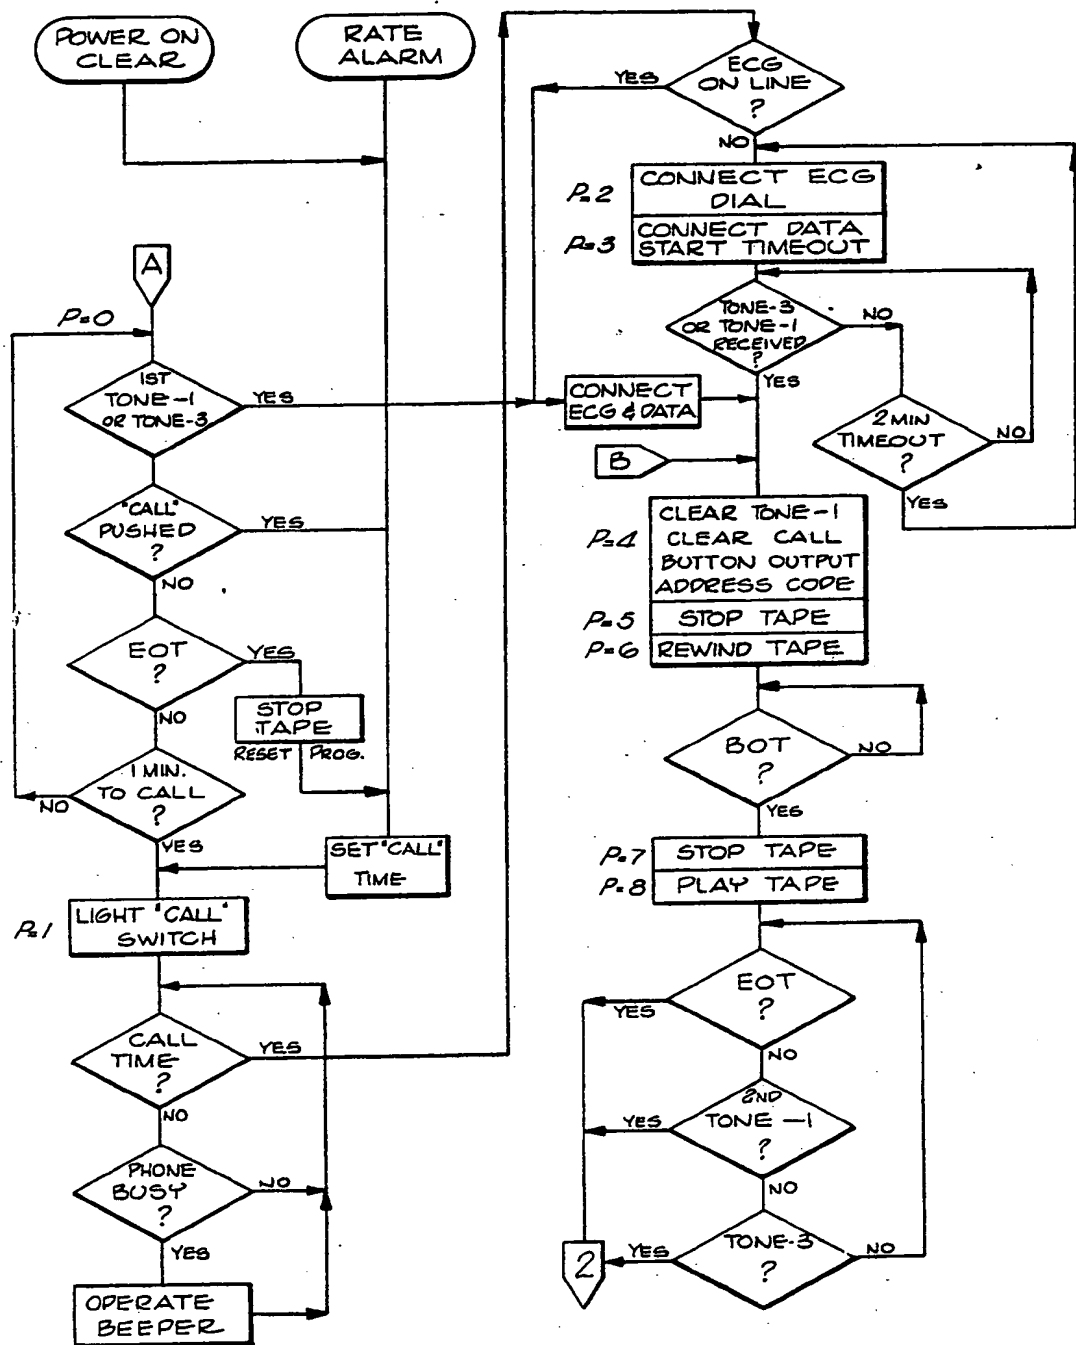 POWER ON
CLEAR
RATE
ALARM
A
P=0
1ST
TONE-1
OR TONE-3
YES
"CALL"
PUSHED
?
YES
NO
EOT
?
YES
NO
STOP
TAPE
RESET PROG.
1 MIN.
TO CALL
?
NO
YES
SET "CALL"
TIME
P=1
LIGHT "CALL"
SWITCH
CALL
TIME
?
YES
NO
PHONE
BUSY
?
NO
YES
OPERATE
BEEPER
ECG
ON LINE
?
YES
NO
P=2
CONNECT ECG
DIAL
P=3
CONNECT DATA
START TIMEOUT
TONE-3
OR TONE-1
RECEIVED
?
NO
YES
CONNECT
ECG & DATA
2 MIN
TIMEOUT
?
NO
YES
B
P=4
CLEAR TONE-1
CLEAR CALL
BUTTON OUTPUT
ADDRESS CODE
P=5
STOP TAPE
P=6
REWIND TAPE
BOT
?
NO
YES
P=7
STOP TAPE
P=8
PLAY TAPE
EOT
?
YES
NO
2ND
TONE-1
?
YES
NO
TONE-3
?
YES
NO
2